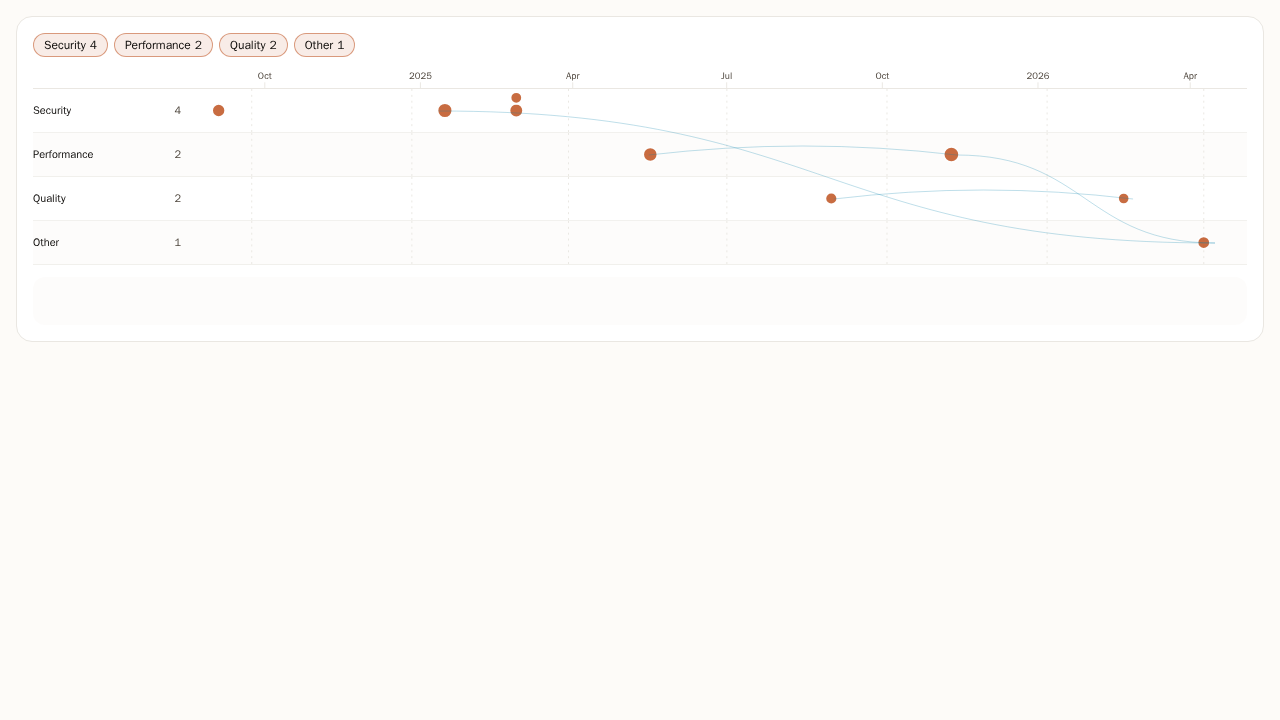 Security 4 Performance 2 Quality 2 Other 1
Oct 2025 Apr Jul Oct 2026 Apr
Security 4
Performance 2
Quality 2
Other 1